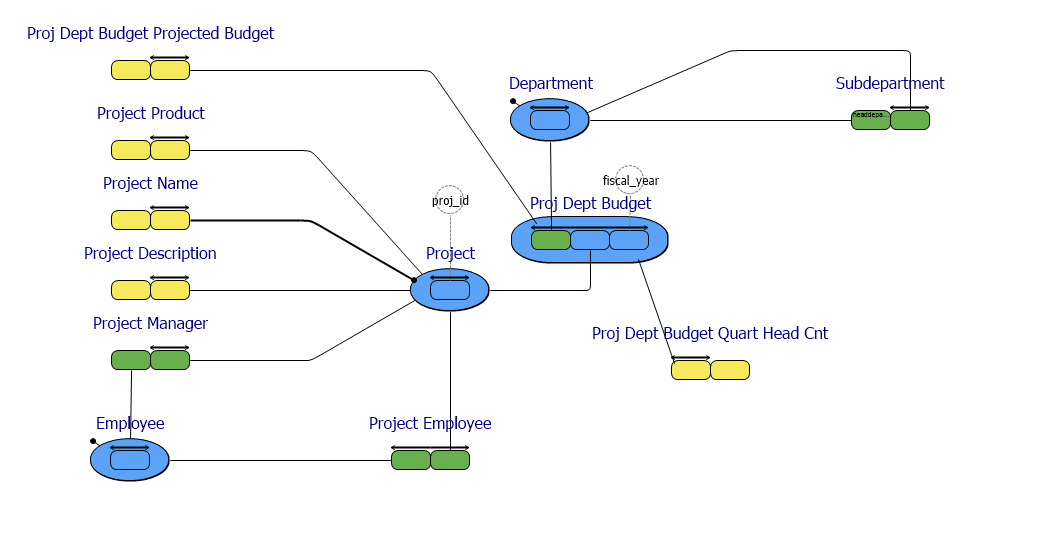 Proj Dept Budget Projected Budget
Department
Subdepartment
headdepa...
Project Product
Project Name
fiscal_year
proj_id
Proj Dept Budget
Project Description
Project
Project Manager
Proj Dept Budget Quart Head Cnt
Employee
Project Employee